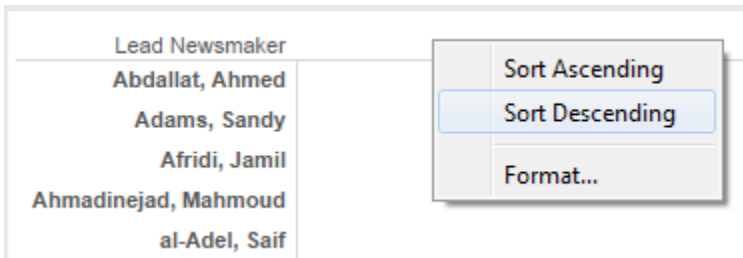 Lead Newsmaker
Abdallat, Ahmed
Adams, Sandy
Afridi, Jamil
Ahmadinejad, Mahmoud
al-Adel, Saif
Sort Ascending
Sort Descending
Format...